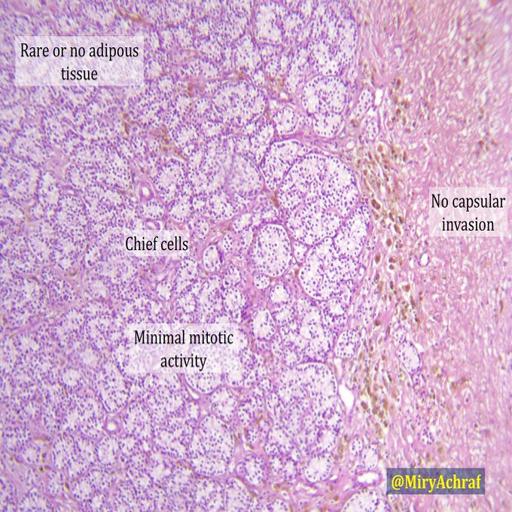 Rare or no adipous
tissue
No capsular
invasion
Chief cells
Minimal mitotic
activity
@MiryAchraf